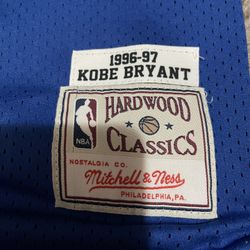 1996-97
KOBE BRYANT
HARDWOOD
NBA
CLASSICS
NOSTALGIA CO.
Mitchell & Ness
PHILADELPHIA, PA.